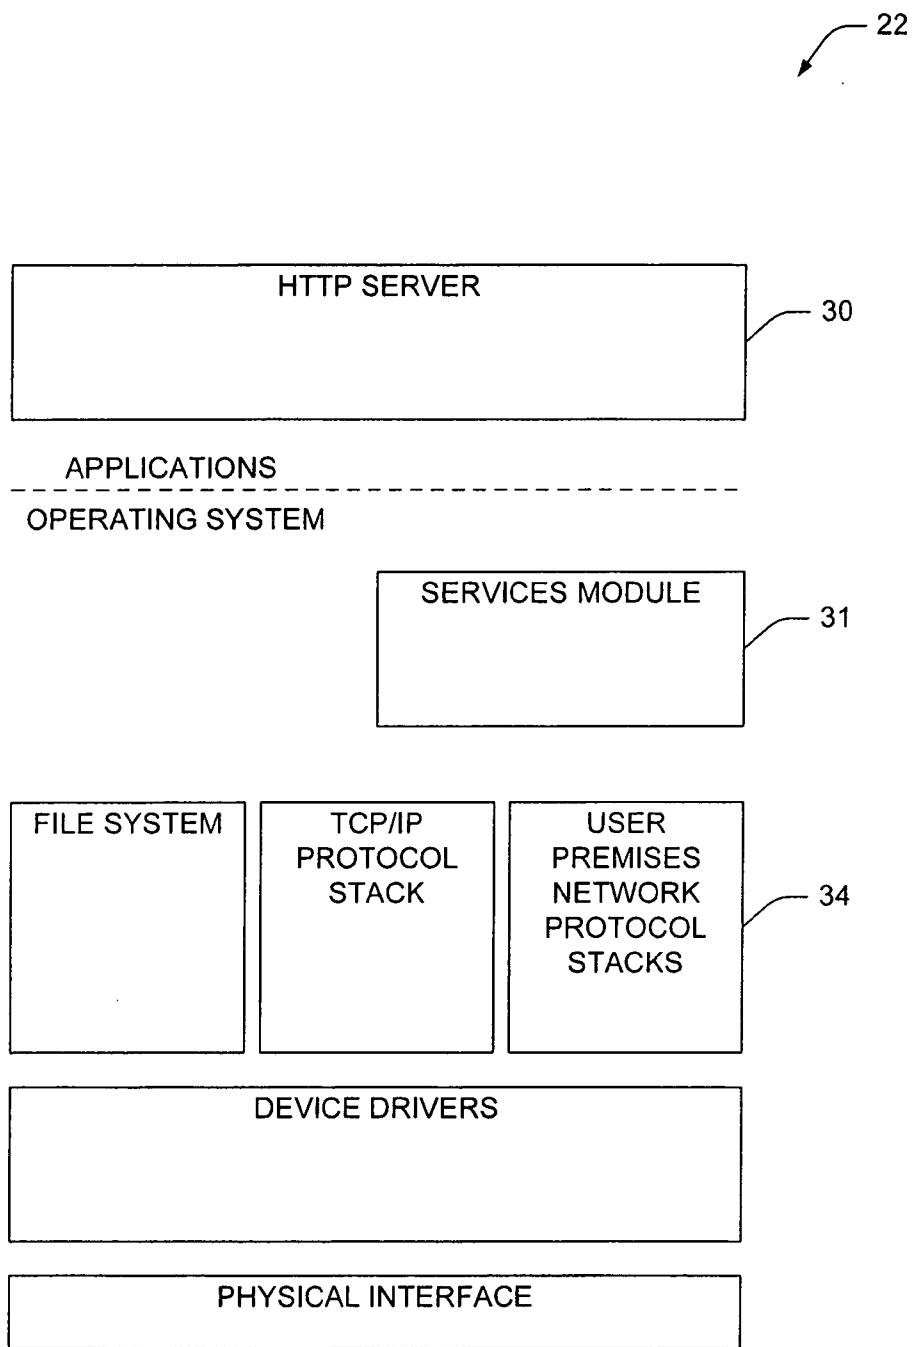 22
HTTP SERVER
30
APPLICATIONS
OPERATING SYSTEM
SERVICES MODULE
31
FILE SYSTEM
TCP/IP
PROTOCOL
STACK
USER
PREMISES
NETWORK
PROTOCOL
STACKS
34
DEVICE DRIVERS
PHYSICAL INTERFACE